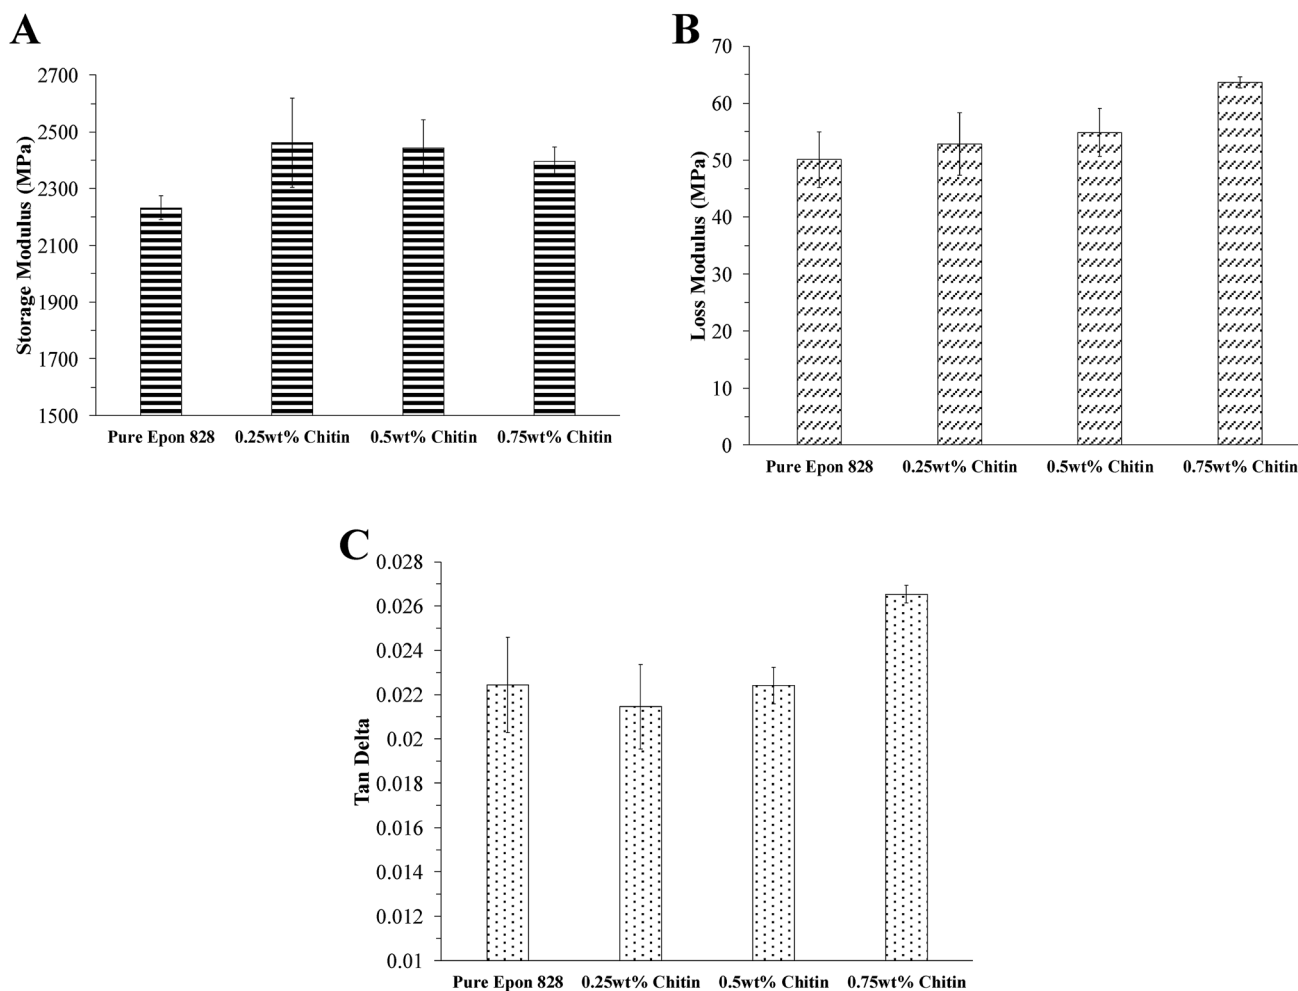 A
Storage Modulus (MPa)
2700
2500
2300
2100
1900
1700
1500
Pure Epon 828 0.25wt% Chitin 0.5wt% Chitin 0.75wt% Chitin
B
Loss Modulus (MPa)
70
60
50
40
30
20
10
0
Pure Epon 828 0.25wt% Chitin 0.5wt% Chitin 0.75wt% Chitin
C
Tan Delta
0.028
0.026
0.024
0.022
0.02
0.018
0.016
0.014
0.012
0.01
Pure Epon 828 0.25wt% Chitin 0.5wt% Chitin 0.75wt% Chitin